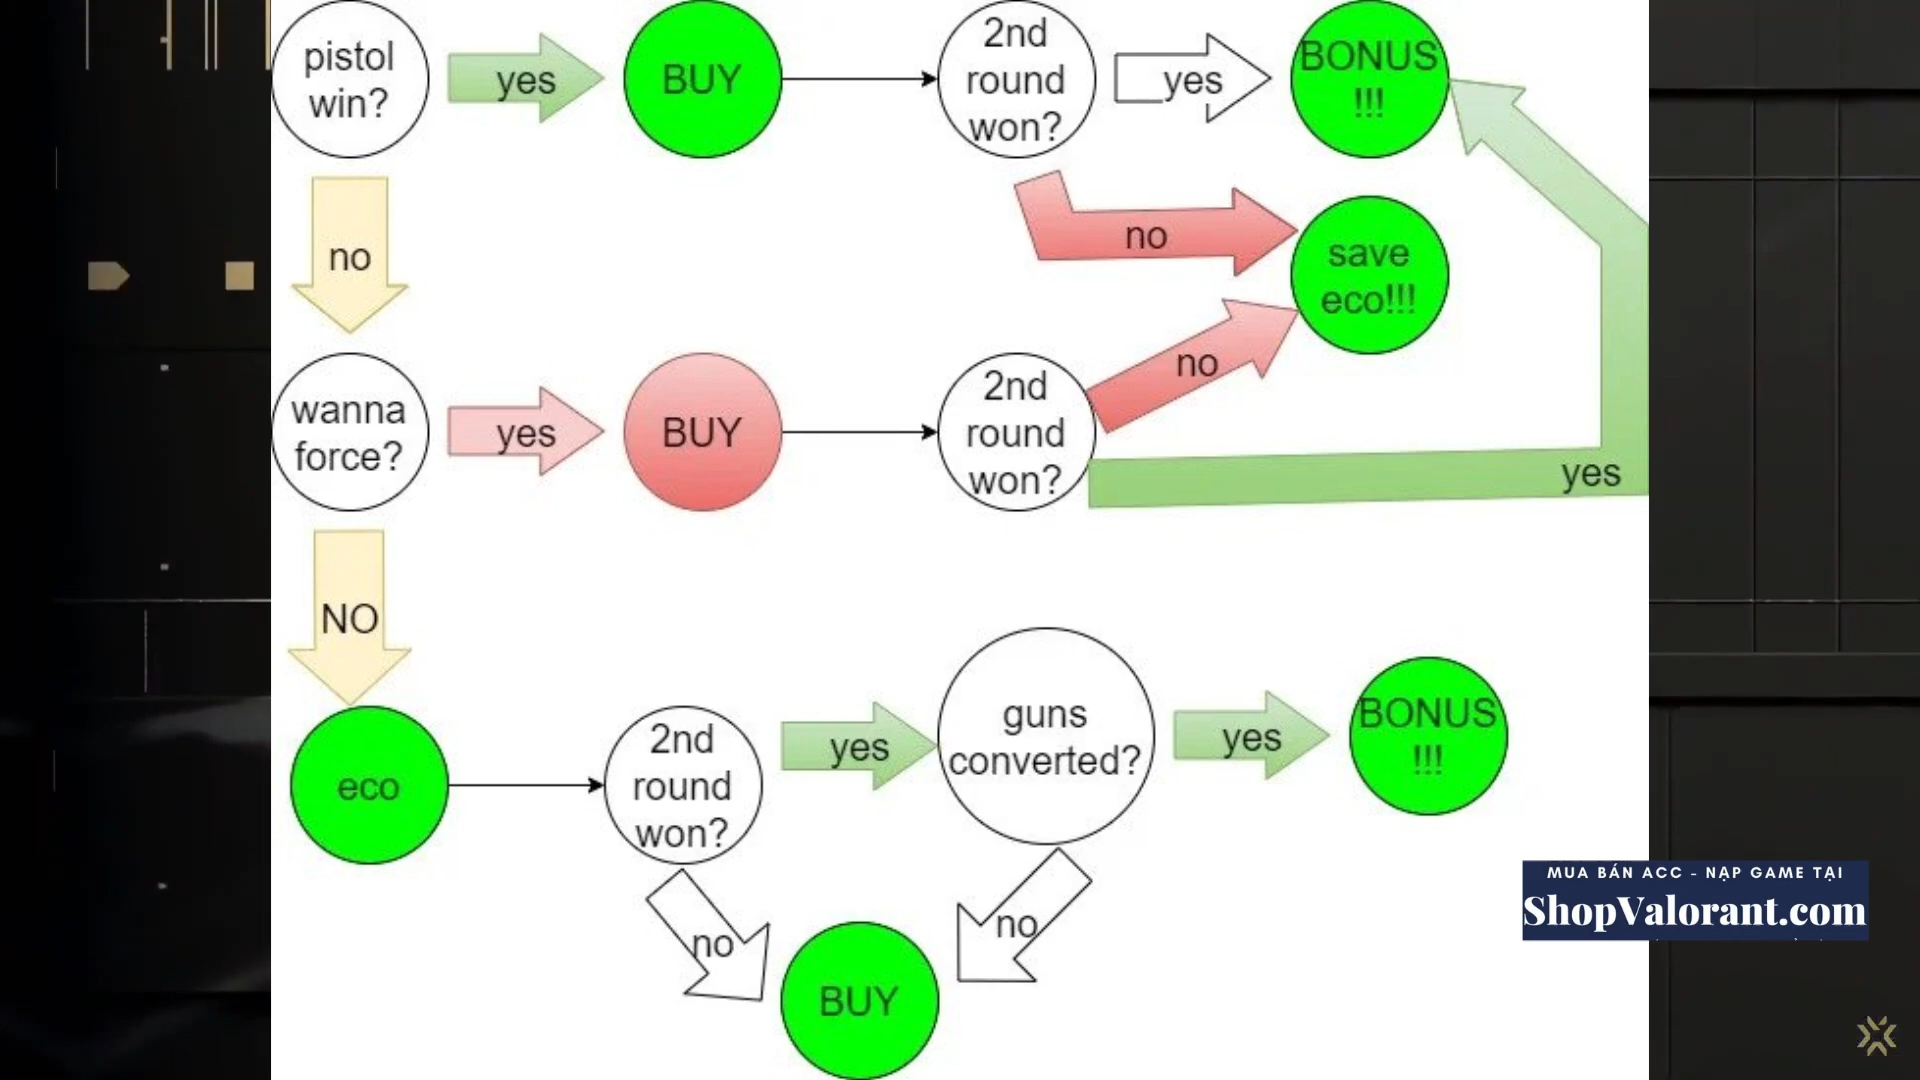 pistol
win?
yes
BUY
2nd
round
won?
yes
BONUS
!!!
no
no
save
eco!!!
wanna
force?
yes
BUY
2nd
round
won?
no
yes
NO
eco
2nd
round
won?
yes
guns
converted?
yes
BONUS
!!!
no
no
BUY
MUA BÁN ACC - NẠP GAME TẠI
ShopValorant.com